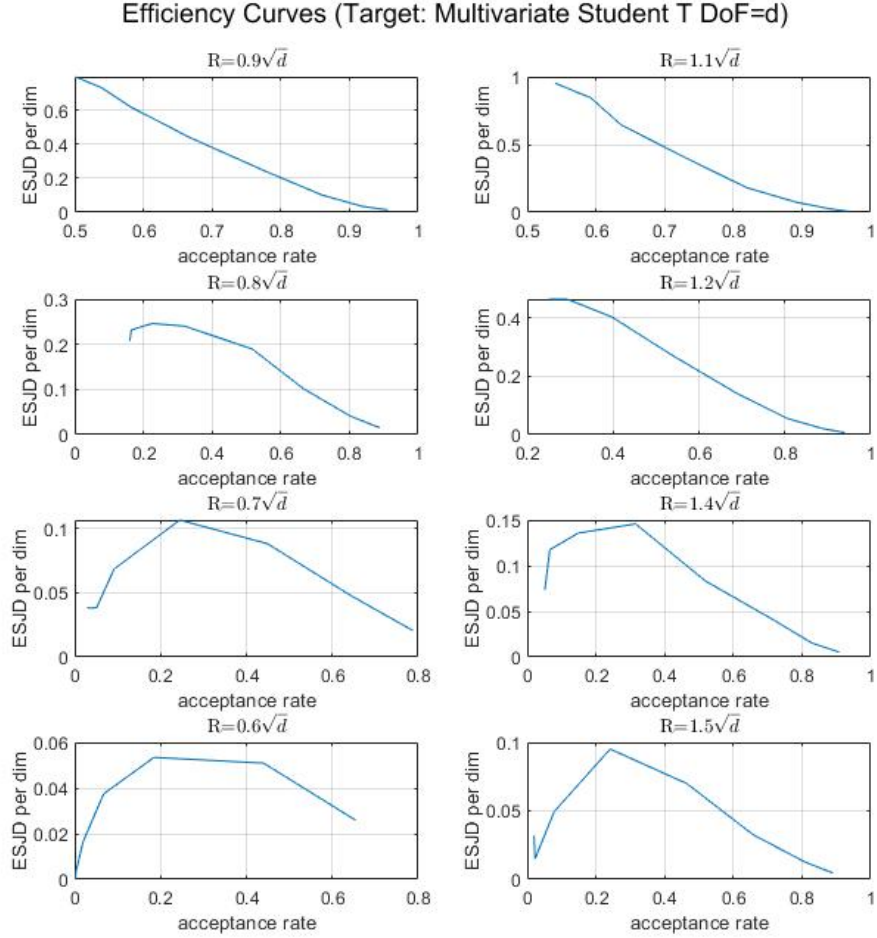 Efficiency Curves (Target: Multivariate Student T DoF=d)
R=0.9√d
ESJD per dim
0.6
0.4
0.2
0
0.5 0.6 0.7 0.8 0.9 1
acceptance rate
R=1.1√d
ESJD per dim
1
0.5
0
0.5 0.6 0.7 0.8 0.9 1
acceptance rate
R=0.8√d
ESJD per dim
0.3
0.2
0.1
0
0 0.2 0.4 0.6 0.8 1
acceptance rate
R=1.2√d
ESJD per dim
0.4
0.2
0
0.2 0.4 0.6 0.8 1
acceptance rate
R=0.7√d
ESJD per dim
0.1
0.05
0
0 0.2 0.4 0.6 0.8
acceptance rate
R=1.4√d
ESJD per dim
0.15
0.1
0.05
0
0 0.2 0.4 0.6 0.8 1
acceptance rate
R=0.6√d
ESJD per dim
0.06
0.04
0.02
0
0 0.2 0.4 0.6 0.8
acceptance rate
R=1.5√d
ESJD per dim
0.1
0.05
0
0 0.2 0.4 0.6 0.8 1
acceptance rate